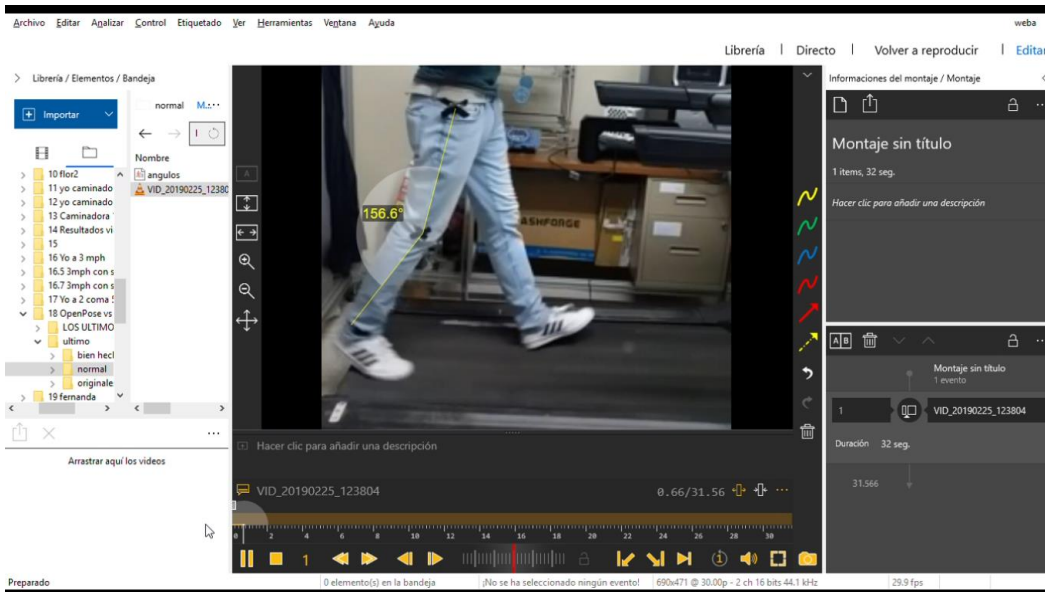 Archivo Editar Analizar Control Etiquetado Ver Herramientas Ventana Ayuda
weba
Librería | Directo | Volver a reproducir | Editar
> Librería / Elementos / Bandeja
Importar
normal M...
Nombre
angulos
VID_20190225_12380
10 flor2
11 yo caminado
12 yo caminado
13 Caminadora
14 Resultados vi
15
16 Yo a 3 mph
16.5 3mph con s
16.7 3mph con s
17 Yo a 2 coma
18 OpenPose vs
LOS ULTIMO
ultimo
bien hecl
normal
originale
19 fernanda
Arrastrar aquí los videos
A
156.6°
ASHFORGE
Hacer clic para añadir una descripción
VID_20190225_123804
0.66/31.56
0 2 4 6 8 10 12 14 16 18 20 22 24 26 28 30
1
Informaciones del montaje / Montaje
Montaje sin título
1 items, 32 seg.
Hacer clic para añadir una descripción
A B
Montaje sin título
1 evento
1
VID_20190225_123804
Duración 32 seg.
31.566
Preparado
0 elemento(s) en la bandeja
¡No se ha seleccionado ningún evento!
690x471 @ 30.00p - 2 ch 16 bits 44.1 kHz
29.9 fps